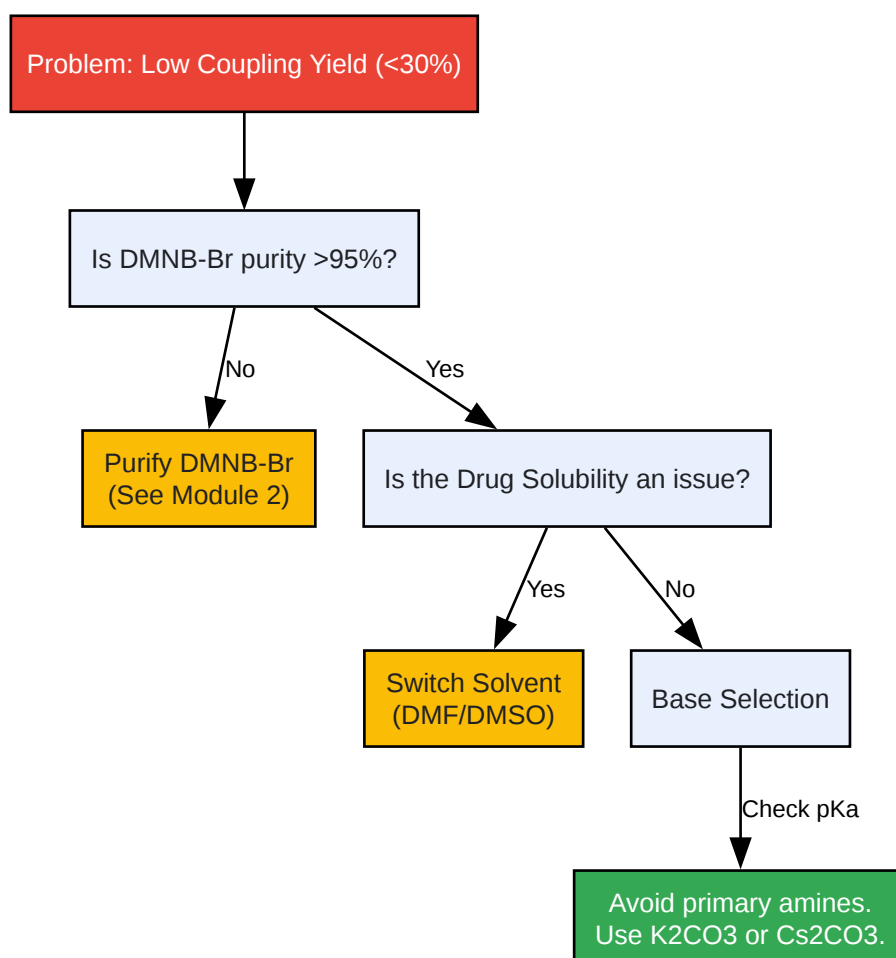 Problem: Low Coupling Yield (<30%)
Is DMNB-Br purity >95%?
No
Yes
Purify DMNB-Br
(See Module 2)
Is the Drug Solubility an issue?
Yes
No
Switch Solvent
(DMF/DMSO)
Base Selection
Check pKa
Avoid primary amines.
Use K2CO3 or Cs2CO3.